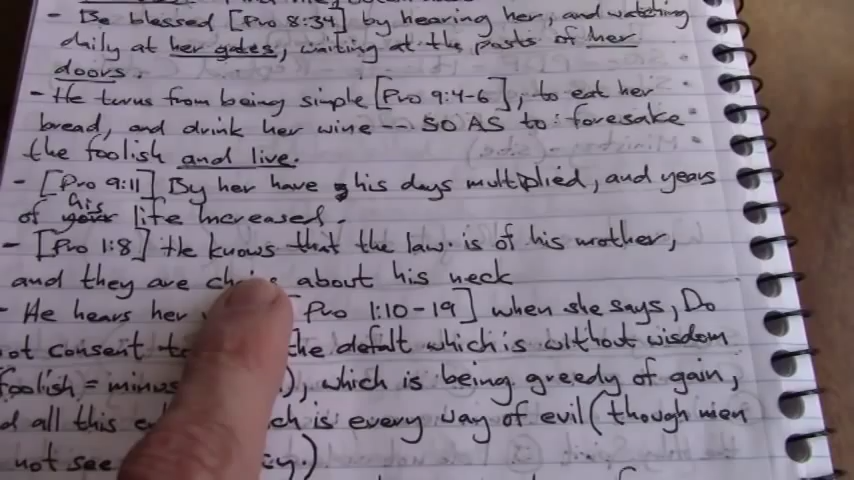 - Be blessed [Pro 8:34] by hearing her, and watching
daily at her gates, waiting at the posts of her
doors.
- He turns from being simple [Pro 9:4-6], to eat her
bread, and drink her wine -- SO AS to: foresake
the foolish and live.
- [Pro 9:11] By her have his days multiplied, and years
of his life increased.
- [Pro 1:8] He knows that the law is of his mother,
and they are chains about his neck
- He hears her [Pro 1:10-19] when she says, Do
ot consent to the defalt which is without wisdom
foolish = minus ), which is being greedy of gain,
d all this ch is every way of evil (though men
not see cy.)